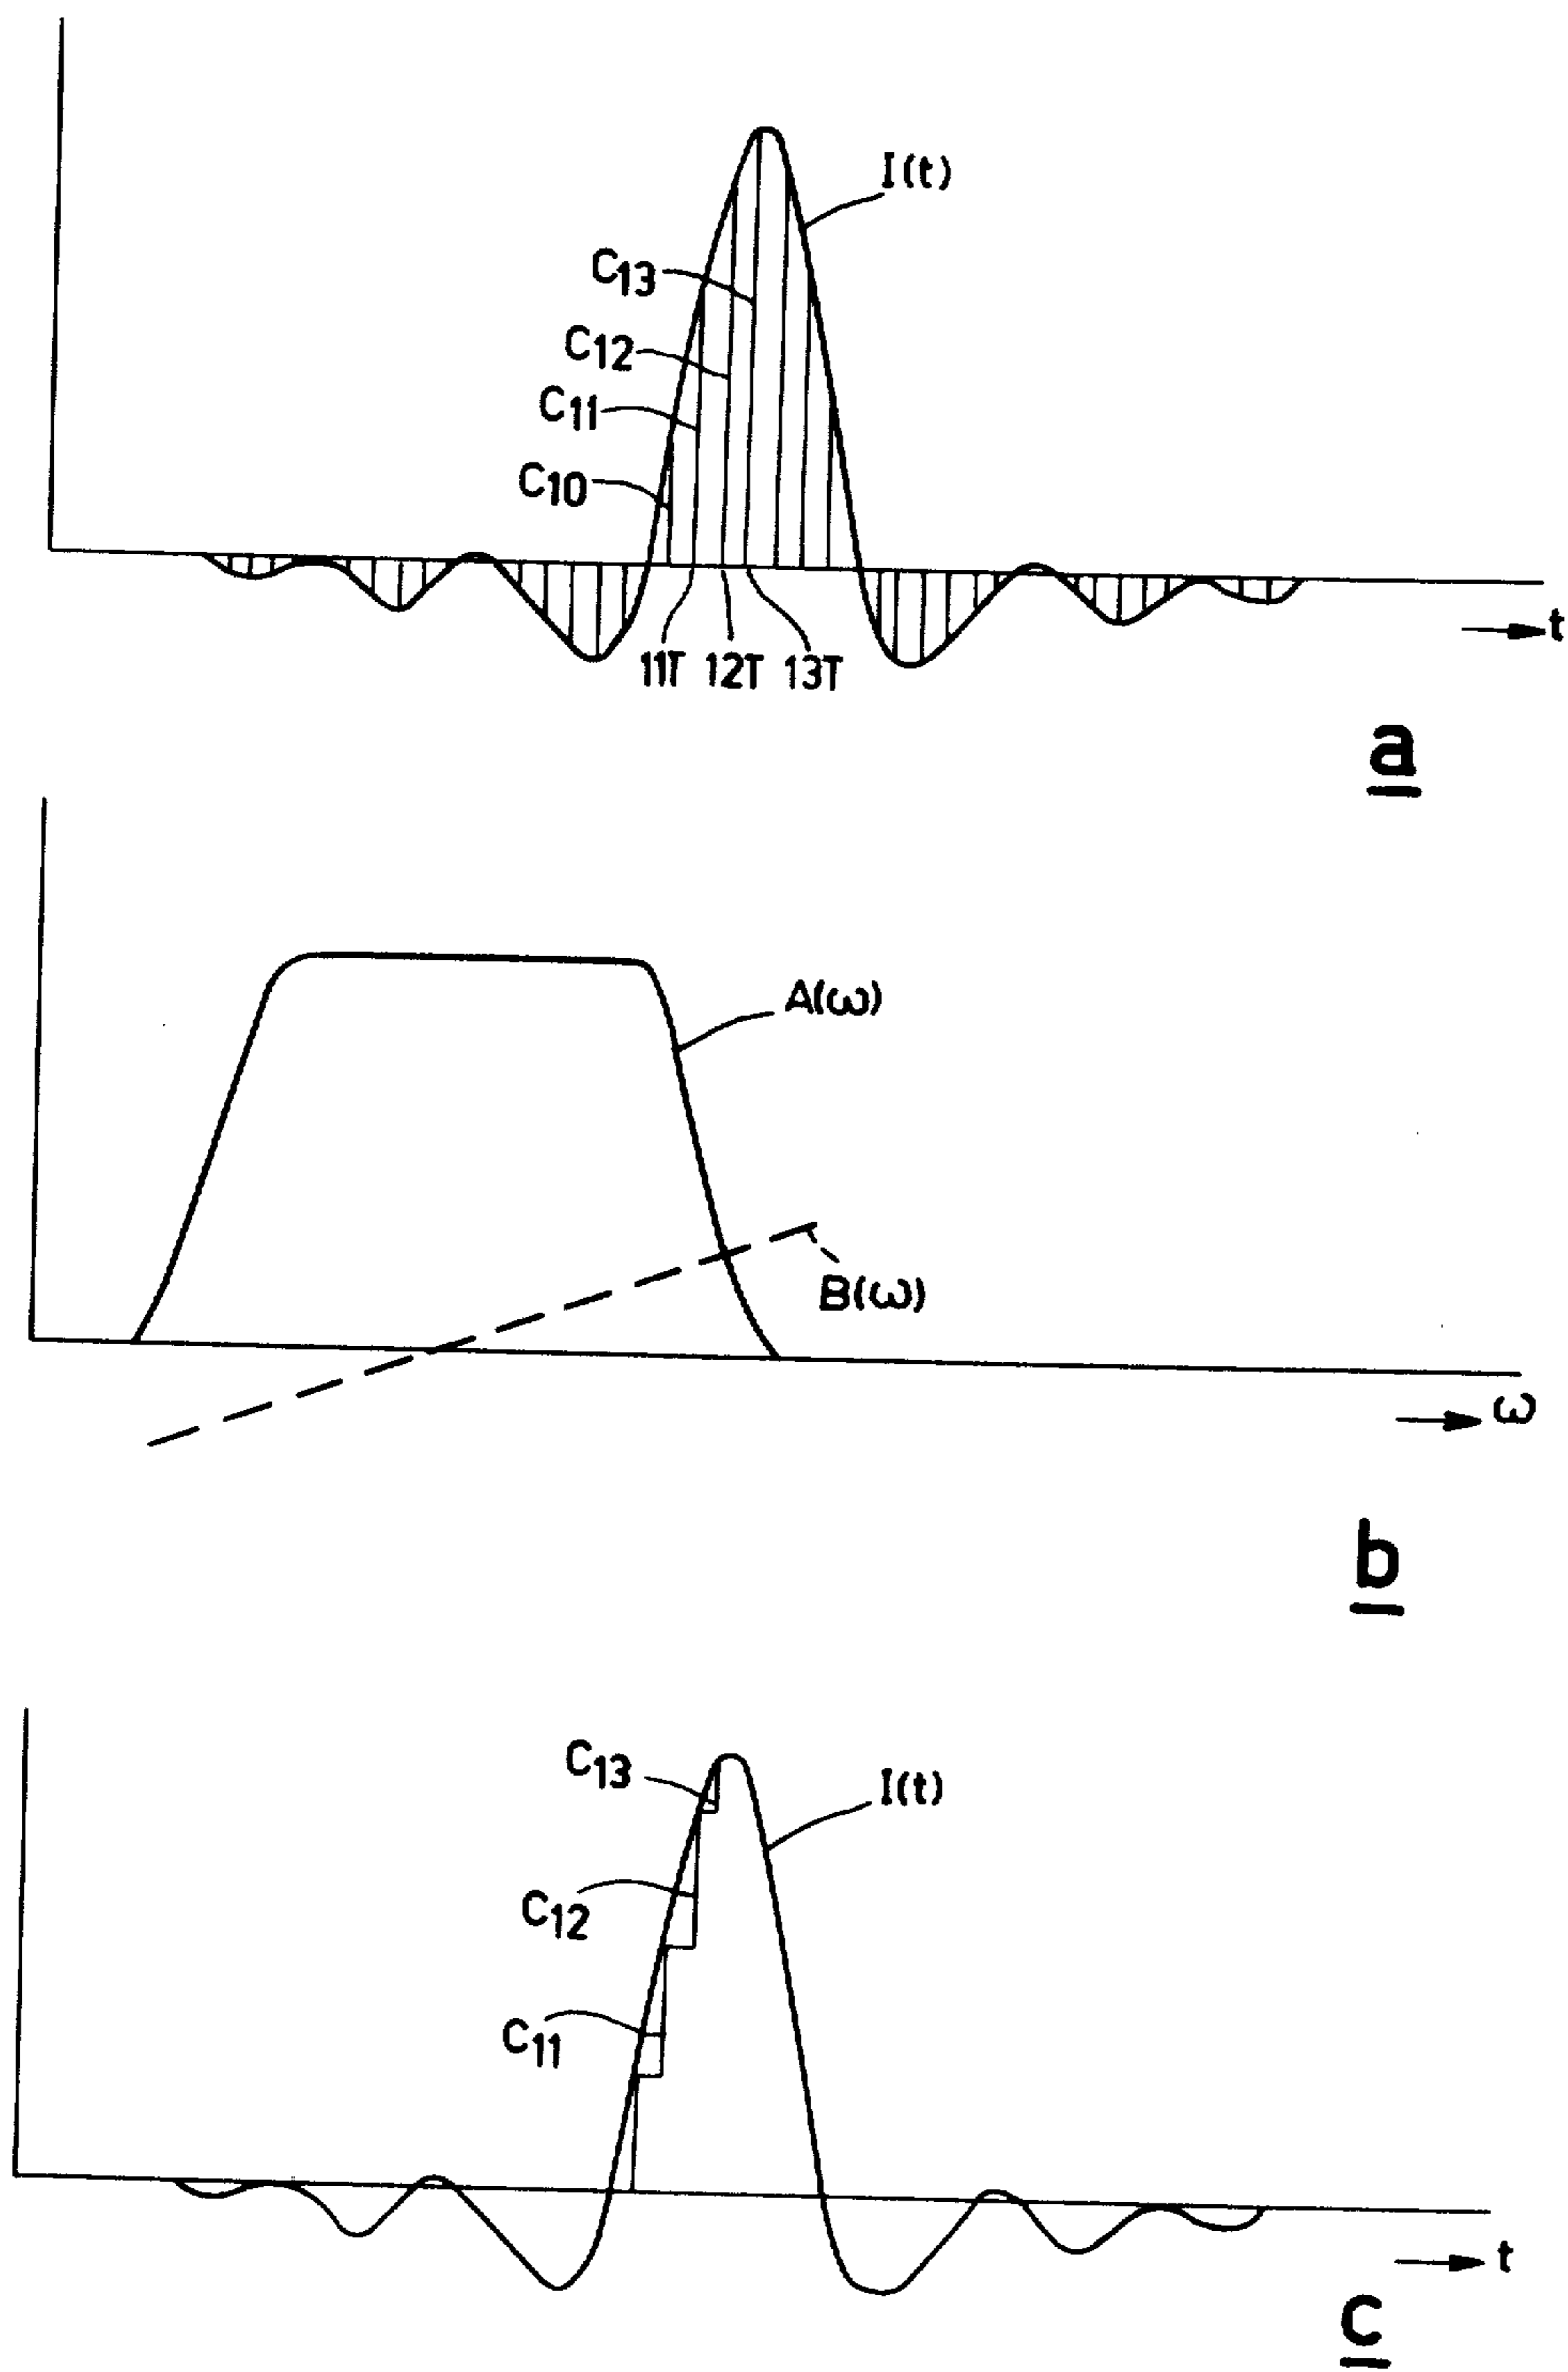 I(t)
C13
C12
C11
C10
11T 12T 13T
t
a
A(ω)
B(ω)
ω
b
C13
I(t)
C12
C11
t
c